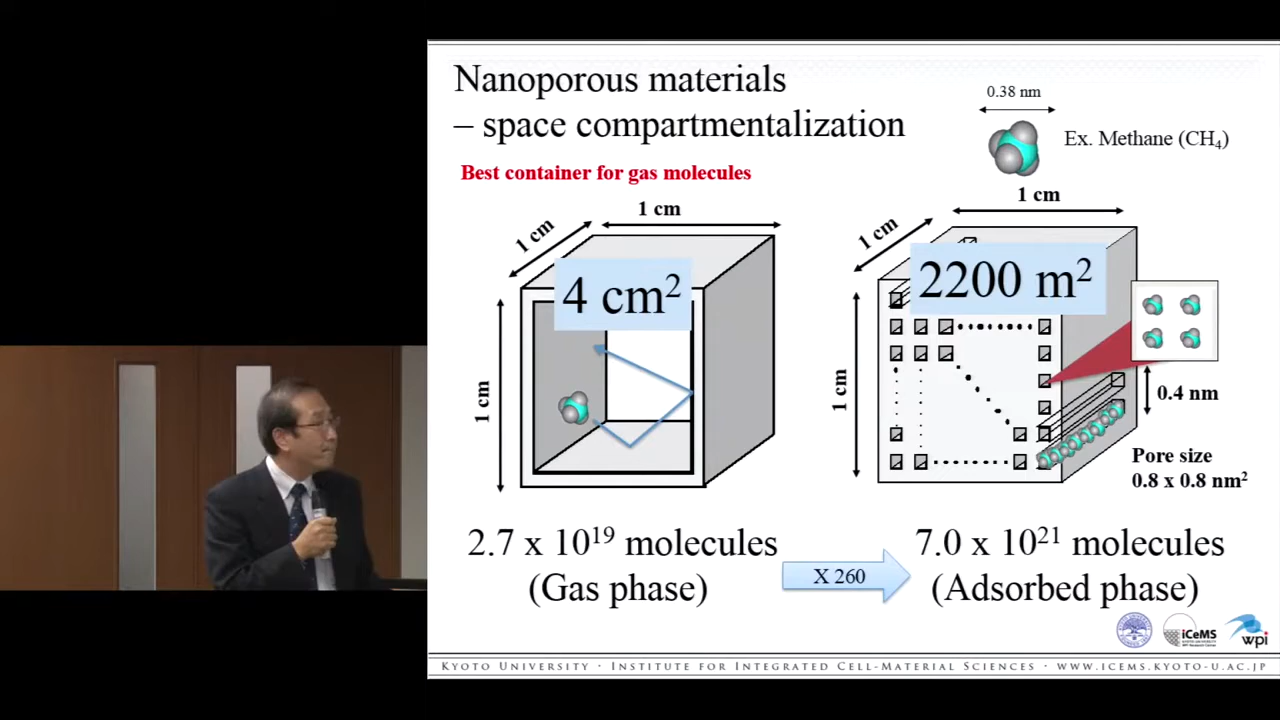 Nanoporous materials
– space compartmentalization
Best container for gas molecules
0.38 nm
Ex. Methane (CH₄)
1 cm
1 cm
1 cm
4 cm²
1 cm
1 cm
1 cm
2200 m²
0.4 nm
Pore size
0.8 x 0.8 nm²
2.7 x 10¹⁹ molecules
(Gas phase)
X 260
7.0 x 10²¹ molecules
(Adsorbed phase)
iCeMS
wpi
KYOTO UNIVERSITY · INSTITUTE FOR INTEGRATED CELL-MATERIAL SCIENCES · WWW.ICEMS.KYOTO-U.AC.JP